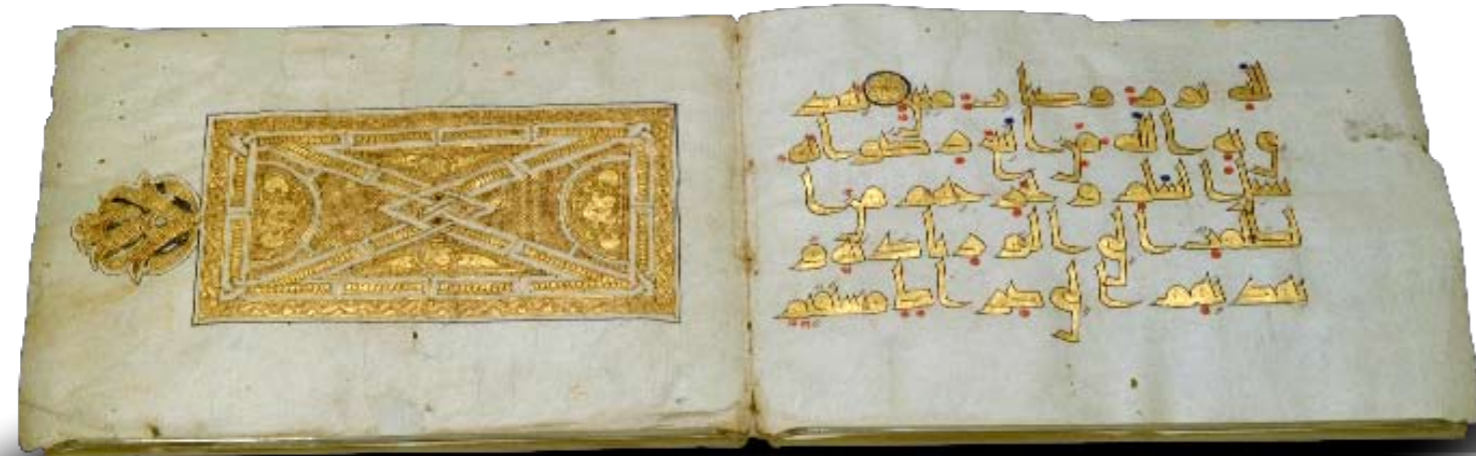 الله نور وكتب مبين يهد
ي به الله من اتبع رضونه
سبل السلم ويخرجهم من ا
لظلمت الى النور باذنه و
يهديهم الى صرط مستقيم